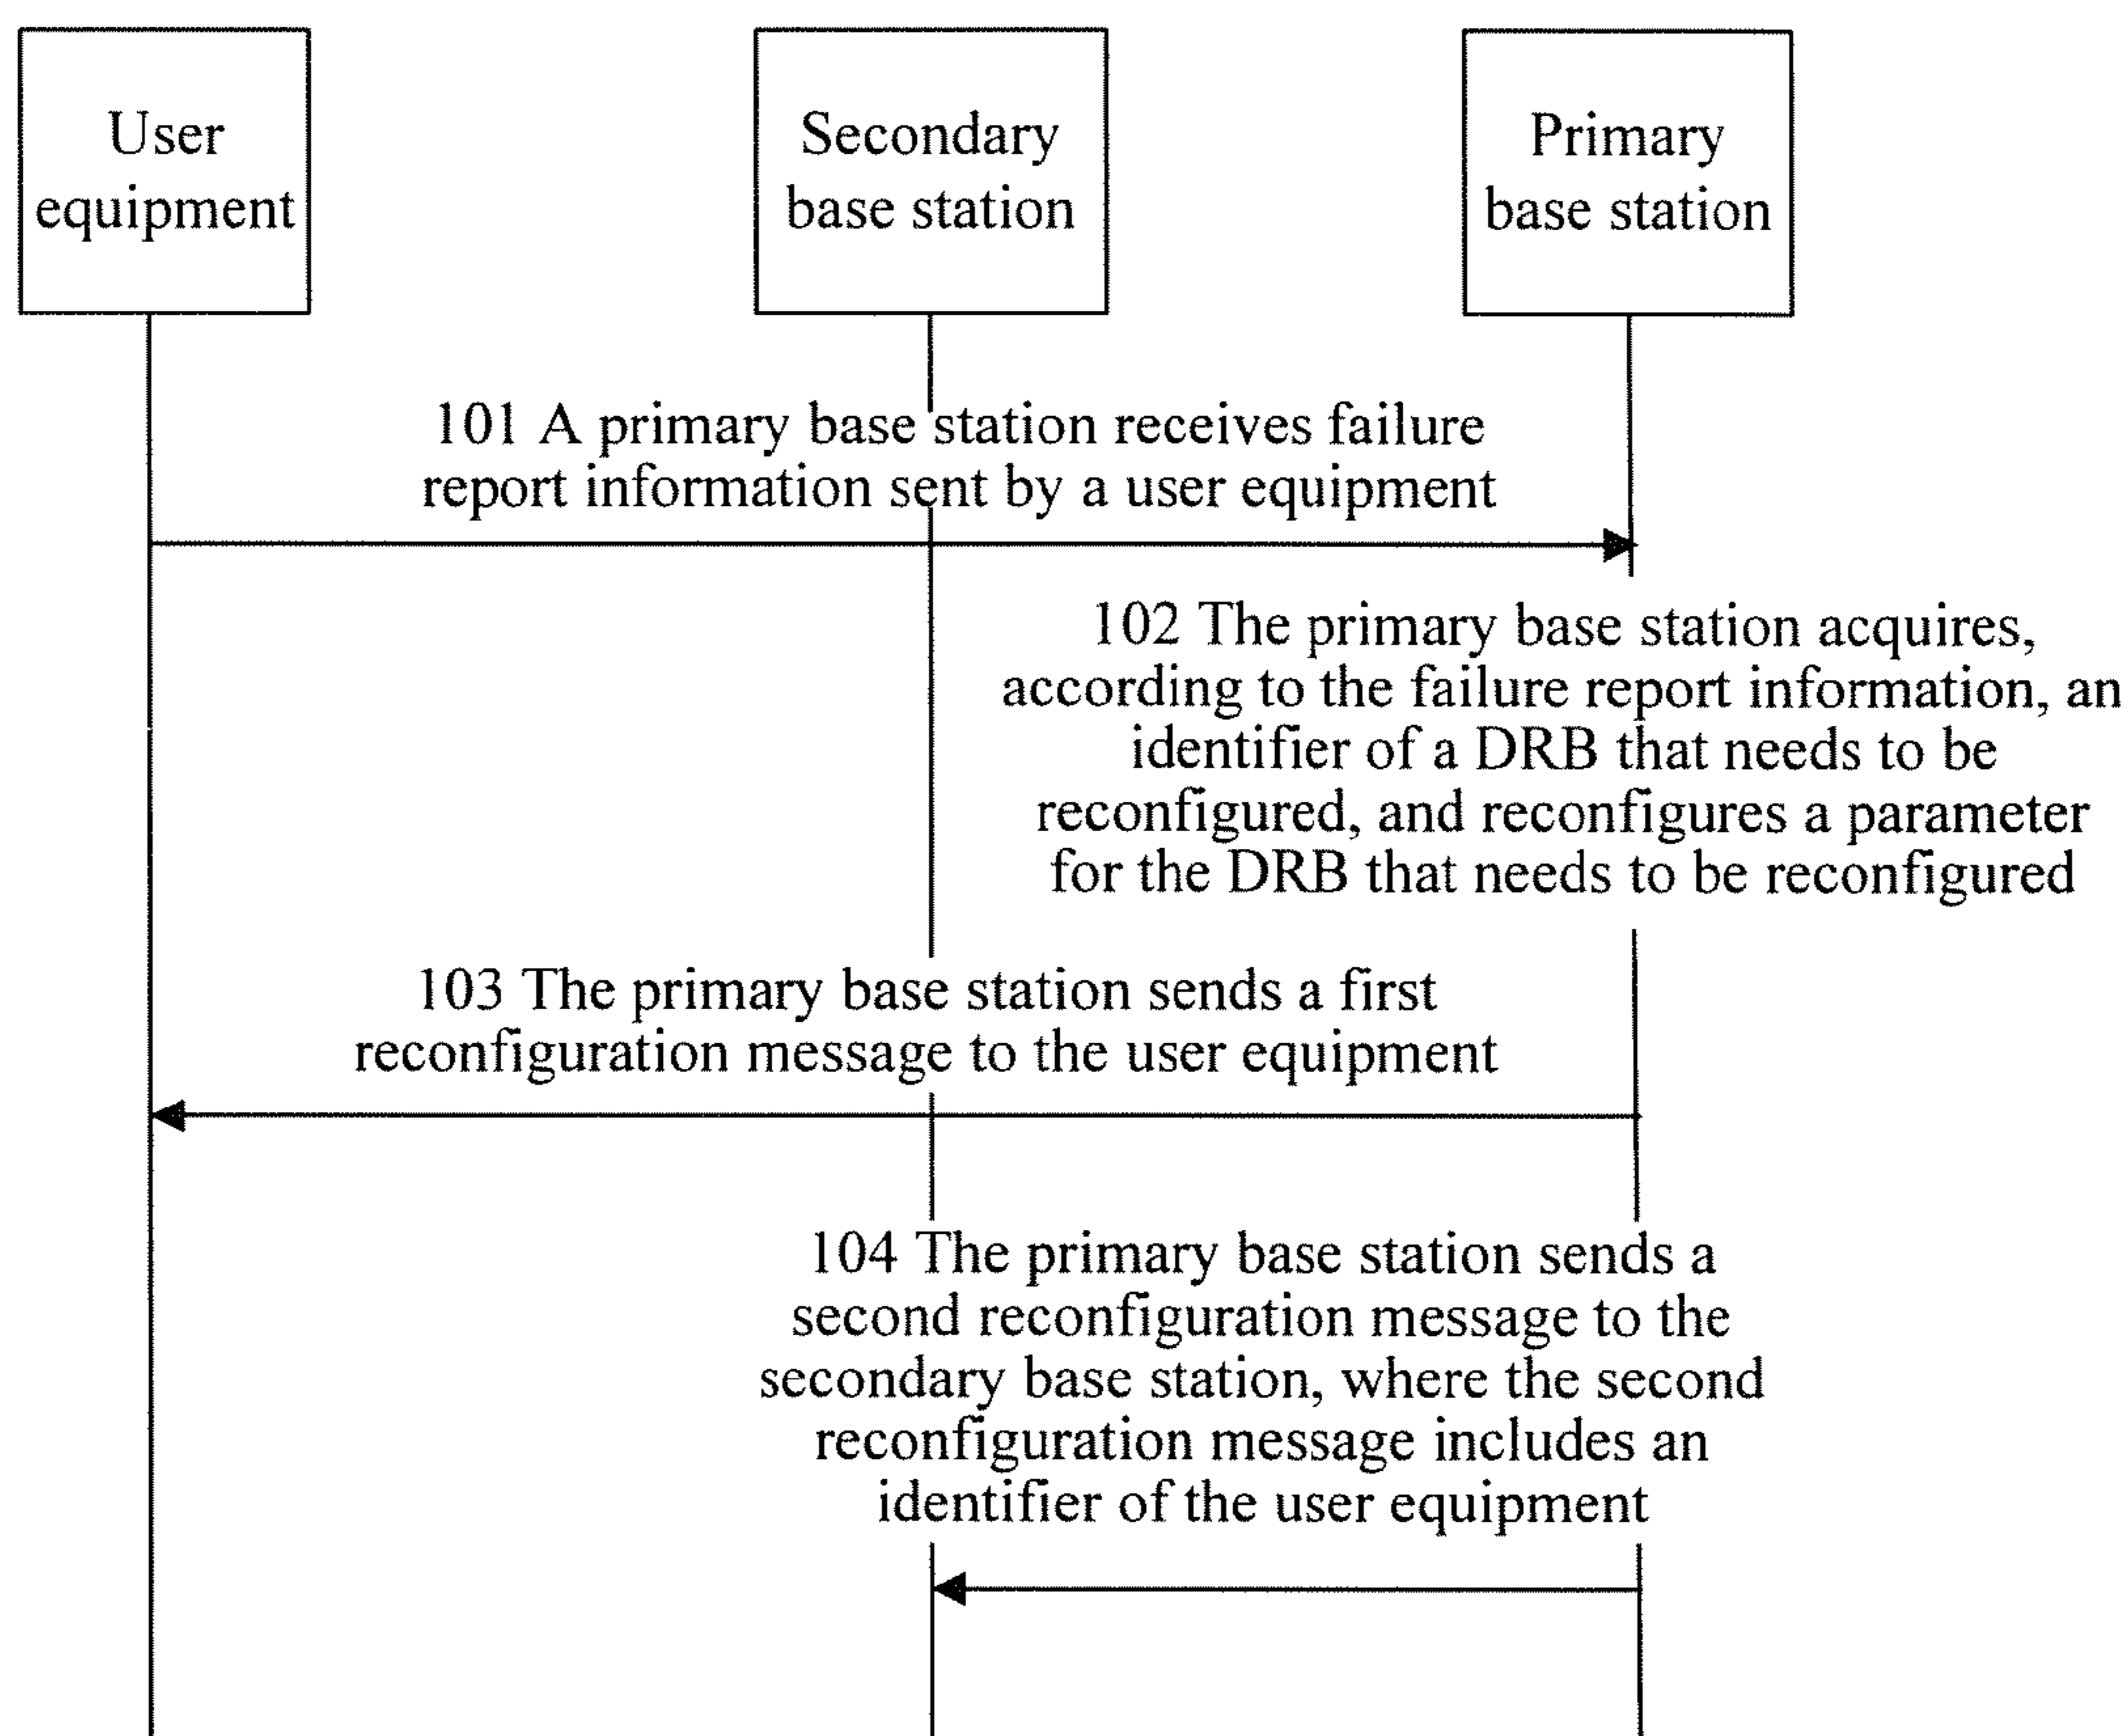 User
equipment
Secondary
base station
Primary
base station
101 A primary base station receives failure
report information sent by a user equipment
102 The primary base station acquires,
according to the failure report information, an
identifier of a DRB that needs to be
reconfigured, and reconfigures a parameter
for the DRB that needs to be reconfigured
103 The primary base station sends a first
reconfiguration message to the user equipment
104 The primary base station sends a
second reconfiguration message to the
secondary base station, where the second
reconfiguration message includes an
identifier of the user equipment